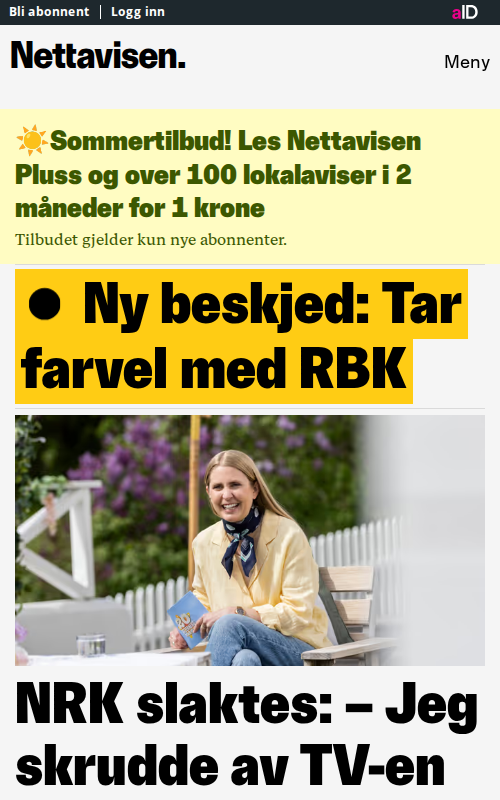 Bli abonnent
Logg inn
aID
Nettavisen.
Meny
☀️Sommertilbud! Les Nettavisen
Pluss og over 100 lokalaviser i 2
måneder for 1 krone
Tilbudet gjelder kun nye abonnenter.
● Ny beskjed: Tar
farvel med RBK
NRK slaktes: – Jeg
skrudde av TV-en